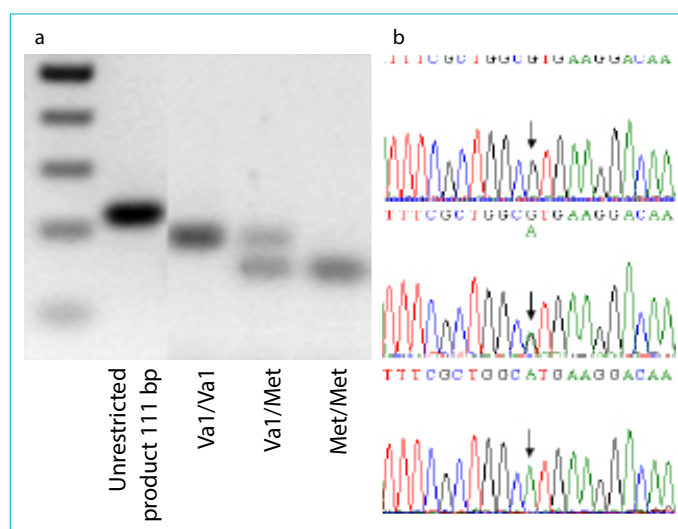 a
b
TTTCGCTGGCGTGAAGGACAA
TTTCGCTGGCGTGAAGGACAA
A
TTTCGCTGGCATGAAGGACAA
Unrestricted
product 111 bp
Va1/Va1
Va1/Met
Met/Met